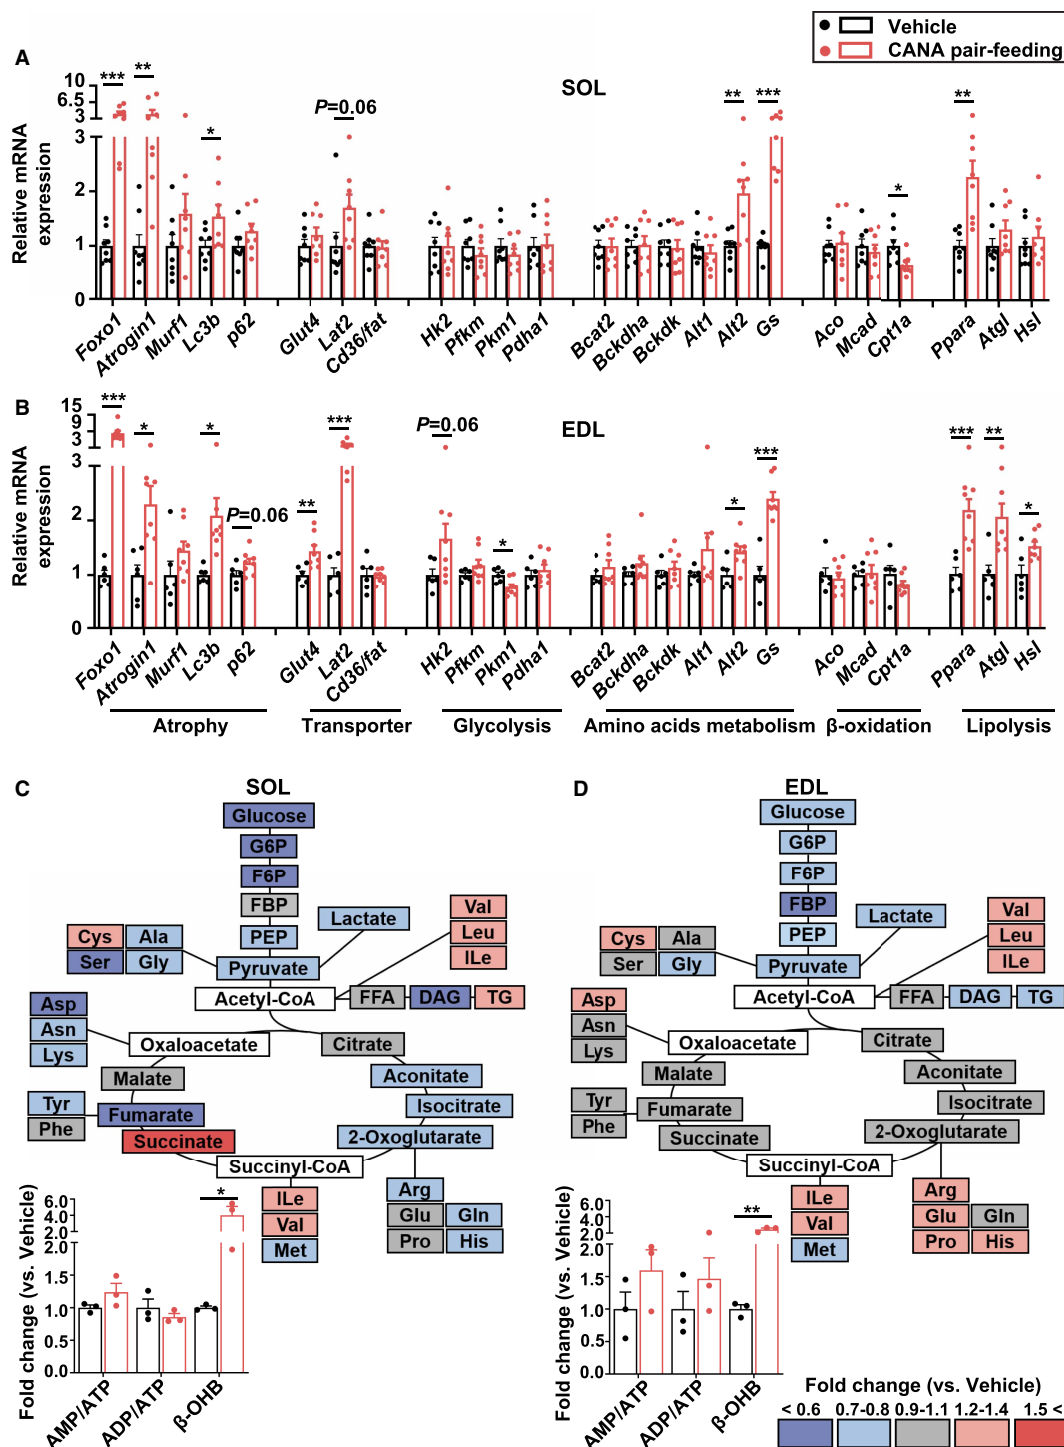 Vehicle
CANA pair-feeding
A
SOL
Relative mRNA
expression
10
6.5
3
3
2
1
0
***
**
*
P=0.06
**
***
*
**
Foxo1
Atrogin1
Murf1
Lc3b
p62
Glut4
Lat2
Cd36/fat
Hk2
Pfkm
Pkm1
Pdha1
Bcat2
Bckdha
Bckdk
Alt1
Alt2
Gs
Aco
Mcad
Cpt1a
Ppara
Atgl
Hsl
B
EDL
Relative mRNA
expression
15
9
3
3
2
1
0
***
*
*
P=0.06
**
***
P=0.06
*
*
***
***
**
*
Foxo1
Atrogin1
Murf1
Lc3b
p62
Glut4
Lat2
Cd36/fat
Hk2
Pfkm
Pkm1
Pdha1
Bcat2
Bckdha
Bckdk
Alt1
Alt2
Gs
Aco
Mcad
Cpt1a
Ppara
Atgl
Hsl
Atrophy
Transporter
Glycolysis
Amino acids metabolism
β-oxidation
Lipolysis
C
SOL
Glucose
G6P
F6P
FBP
PEP
Lactate
Val
Leu
ILe
Cys
Ala
Ser
Gly
Pyruvate
Acetyl-CoA
FFA
DAG
TG
Asp
Asn
Lys
Oxaloacetate
Citrate
Malate
Aconitate
Tyr
Phe
Fumarate
Isocitrate
Succinate
2-Oxoglutarate
Succinyl-CoA
ILe
Val
Met
Arg
Glu
Gln
Pro
His
Fold change (vs. Vehicle)
6.0
4.0
2.0
1.5
1.0
0.5
0.0
*
AMP/ATP
ADP/ATP
β-OHB
D
EDL
Glucose
G6P
F6P
FBP
PEP
Lactate
Val
Leu
ILe
Cys
Ala
Ser
Gly
Pyruvate
Acetyl-CoA
FFA
DAG
TG
Asp
Asn
Lys
Oxaloacetate
Citrate
Malate
Aconitate
Tyr
Phe
Fumarate
Isocitrate
Succinate
2-Oxoglutarate
Succinyl-CoA
ILe
Val
Met
Arg
Glu
Gln
Pro
His
Fold change (vs. Vehicle)
6.0
4.0
2.0
1.5
1.0
0.5
0.0
**
AMP/ATP
ADP/ATP
β-OHB
Fold change (vs. Vehicle)
< 0.6 0.7-0.8 0.9-1.1 1.2-1.4 1.5 <